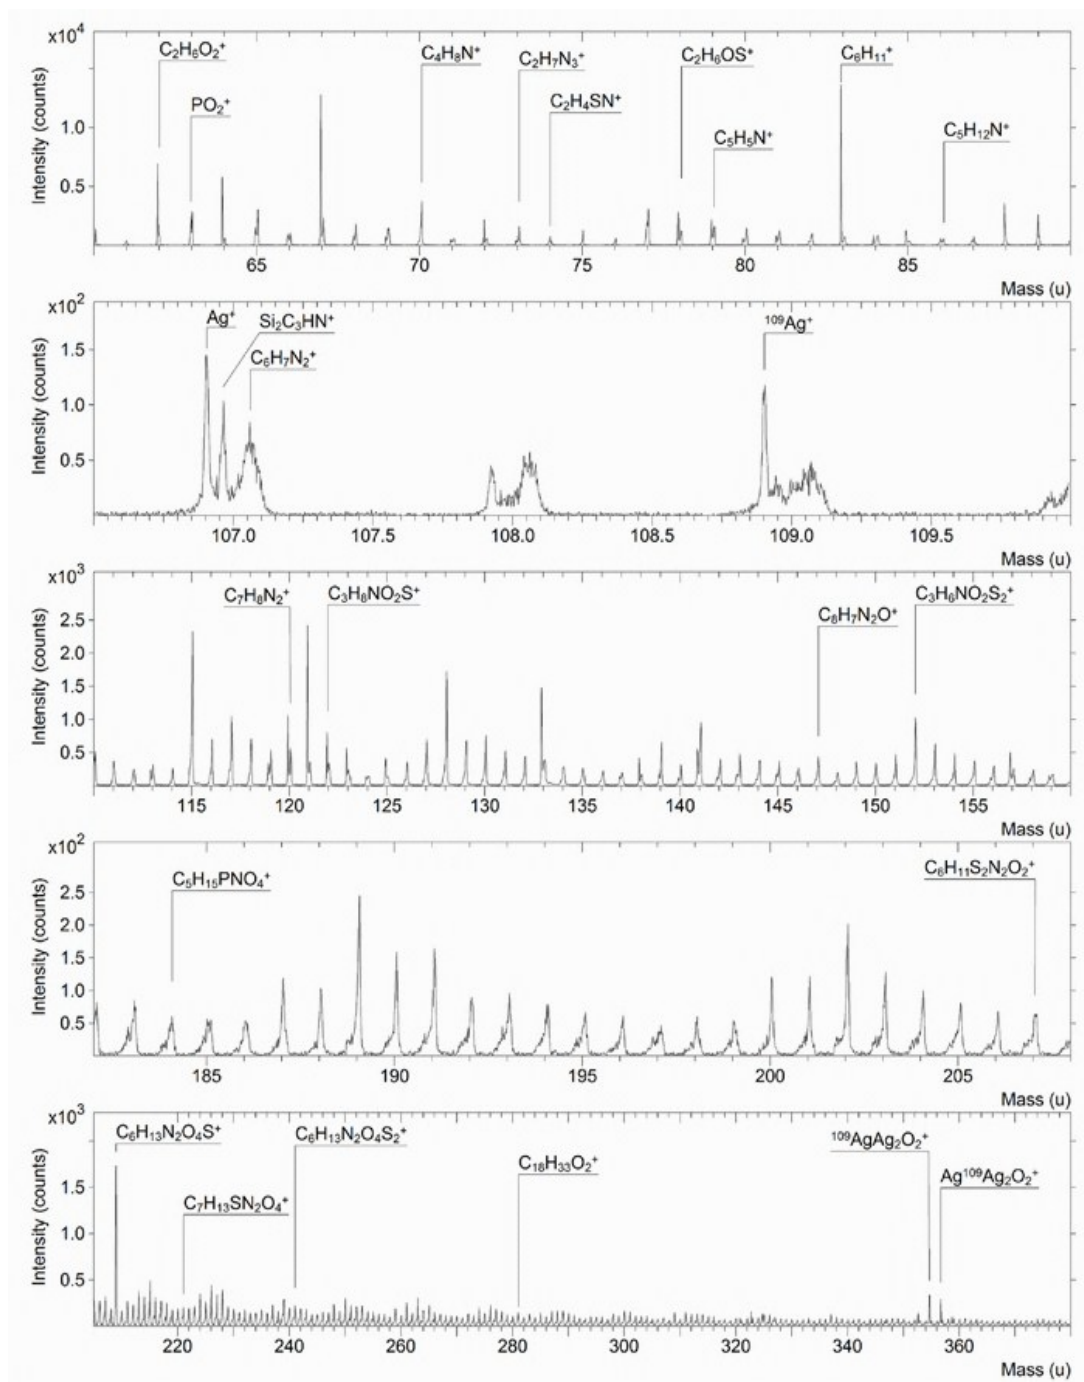 x10⁴
C₂H₆O₂⁺
PO₂⁺
C₄H₈N⁺
C₂H₇N₃⁺
C₂H₄SN⁺
C₂H₆OS⁺
C₅H₅N⁺
C₆H₁₁⁺
C₅H₁₂N⁺
Intensity (counts)
1.0
0.5
65 70 75 80 85
Mass (u)
x10²
Ag⁺
Si₂C₃HN⁺
C₆H₇N₂⁺
¹⁰⁹Ag⁺
Intensity (counts)
1.5
1.0
0.5
107.0 107.5 108.0 108.5 109.0 109.5
Mass (u)
x10³
C₇H₈N₂⁺
C₃H₈NO₂S⁺
C₈H₇N₂O⁺
C₃H₆NO₂S₂⁺
Intensity (counts)
2.5
2.0
1.5
1.0
0.5
115 120 125 130 135 140 145 150 155
Mass (u)
x10²
C₅H₁₅PNO₄⁺
C₆H₁₁S₂N₂O₂⁺
Intensity (counts)
2.5
2.0
1.5
1.0
0.5
185 190 195 200 205
Mass (u)
x10³
C₆H₁₃N₂O₄S⁺
C₇H₁₃SN₂O₄⁺
C₆H₁₃N₂O₄S₂⁺
C₁₈H₃₃O₂⁺
¹⁰⁹AgAg₂O₂⁺
Ag¹⁰⁹Ag₂O₂⁺
Intensity (counts)
1.5
1.0
0.5
220 240 260 280 300 320 340 360
Mass (u)